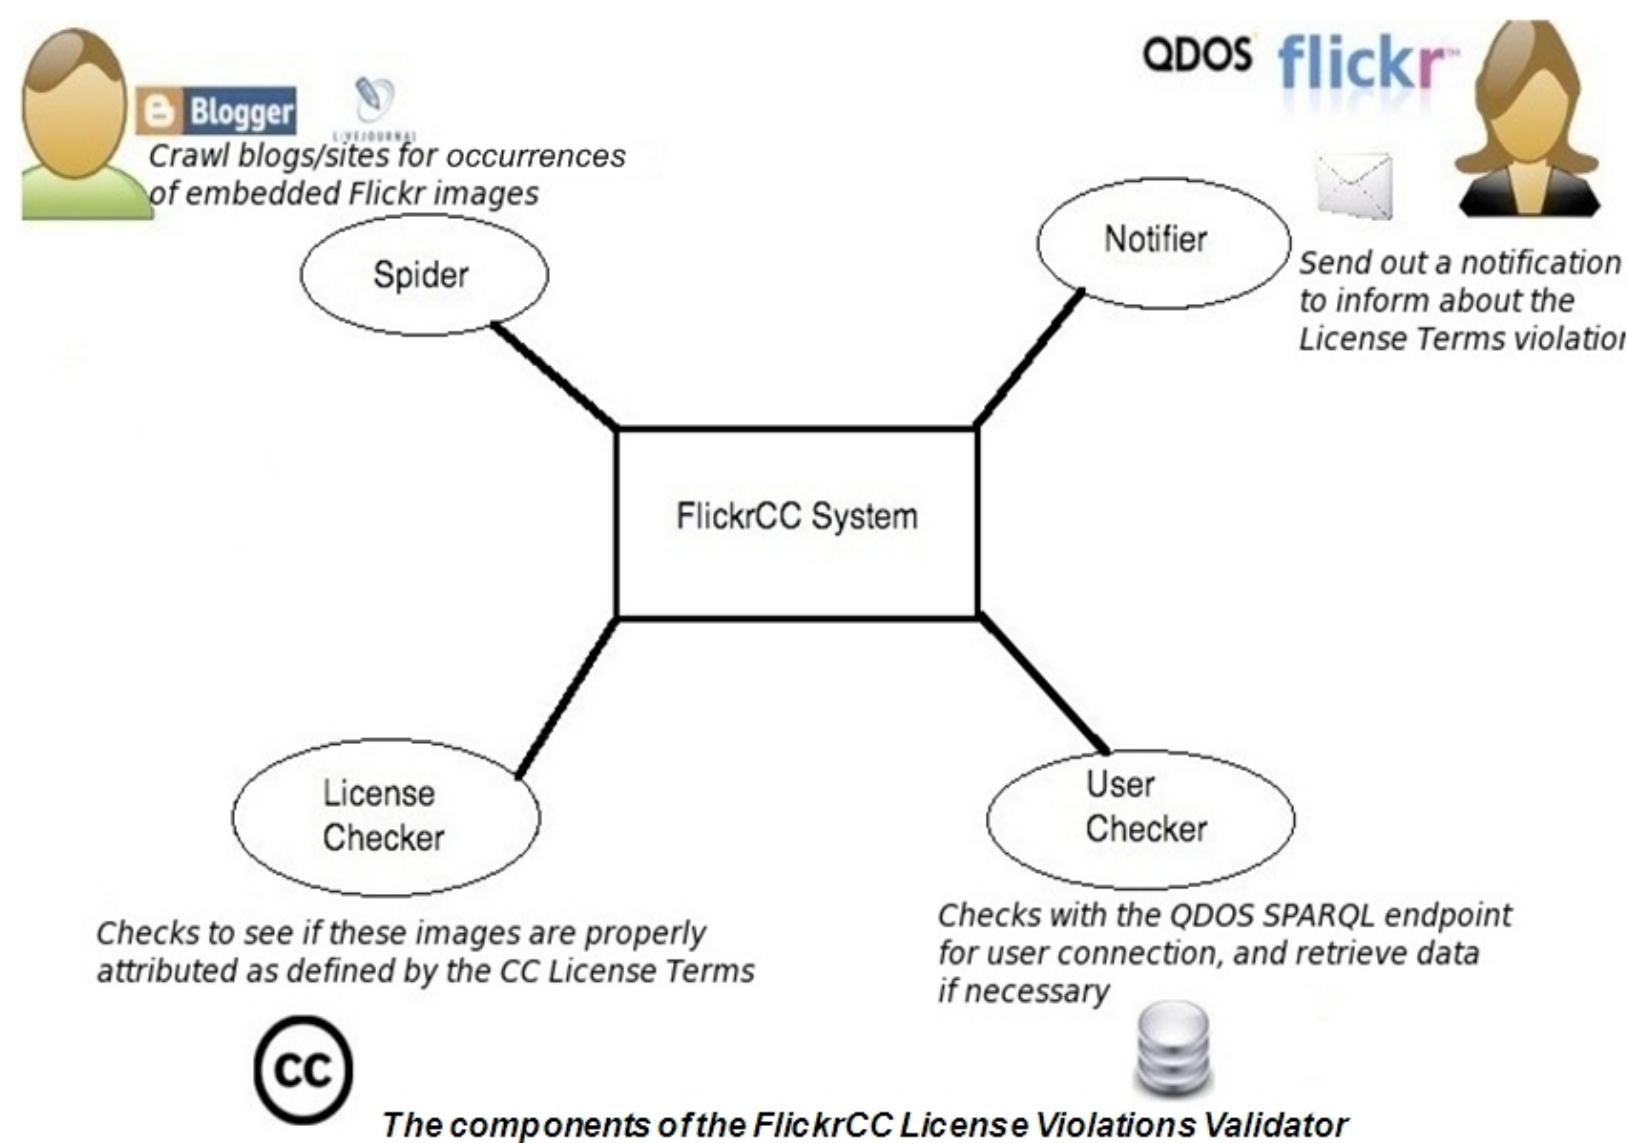 QDOS flickr™
Blogger
LIVEJOURNAL
Crawl blogs/sites for occurrences
of embedded Flickr images
Spider
Notifier
Send out a notification
to inform about the
License Terms violation
FlickrCC System
License
Checker
User
Checker
Checks to see if these images are properly
attributed as defined by the CC License Terms
Checks with the QDOS SPARQL endpoint
for user connection, and retrieve data
if necessary
cc
The components of the FlickrCC License Violations Validator